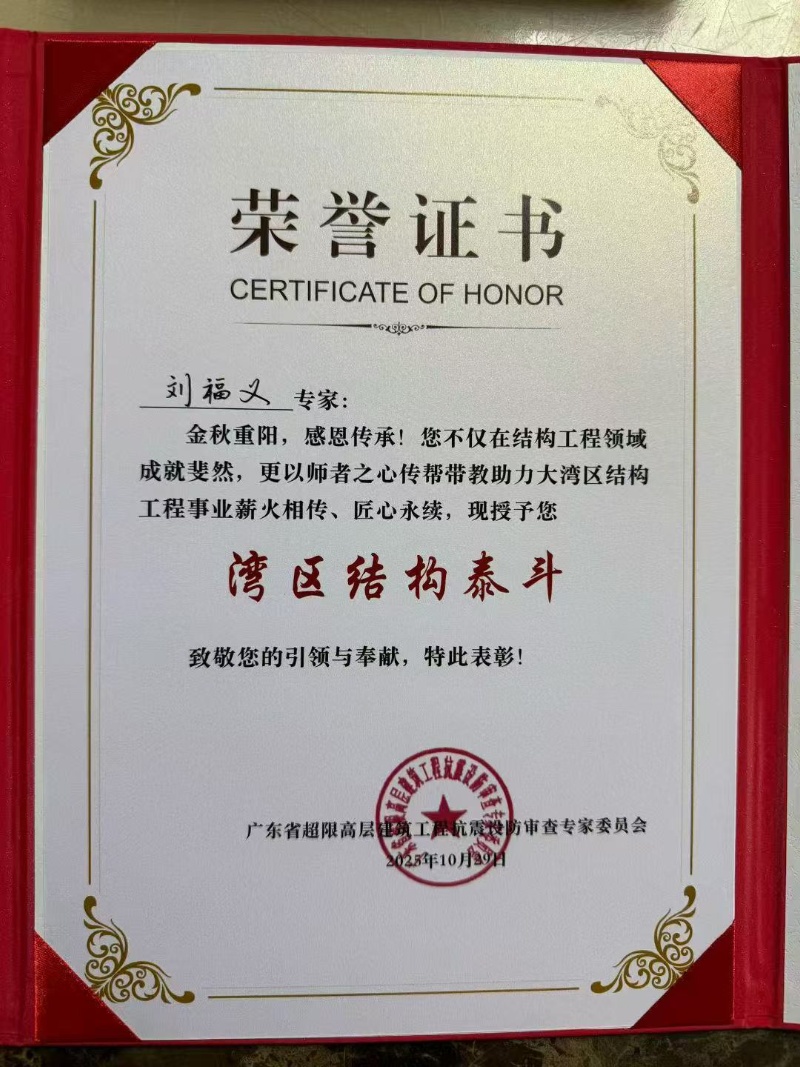 荣誉证书
CERTIFICATE OF HONOR
刘福义 专家：
金秋重阳，感恩传承！您不仅在结构工程领域
成就斐然，更以师者之心传帮带教助力大湾区结构
工程事业薪火相传、匠心永续，现授予您
湾区结构泰斗
致敬您的引领与奉献，特此表彰！
广东省超限高层建筑工程抗震设防审查专家委员会
2025年10月29日